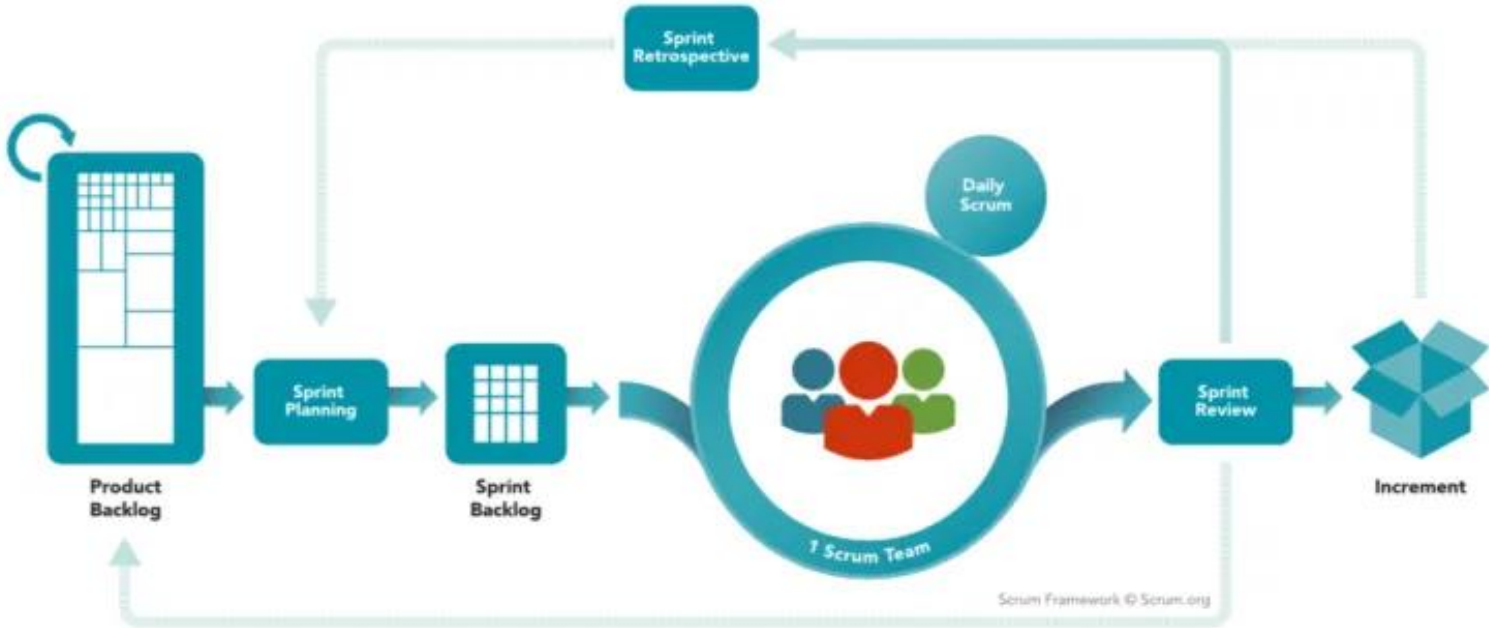 Sprint
Retrospective
Daily
Scrum
Sprint
Planning
Sprint
Review
Product
Backlog
Sprint
Backlog
Increment
1 Scrum Team
Scrum Framework © Scrum.org